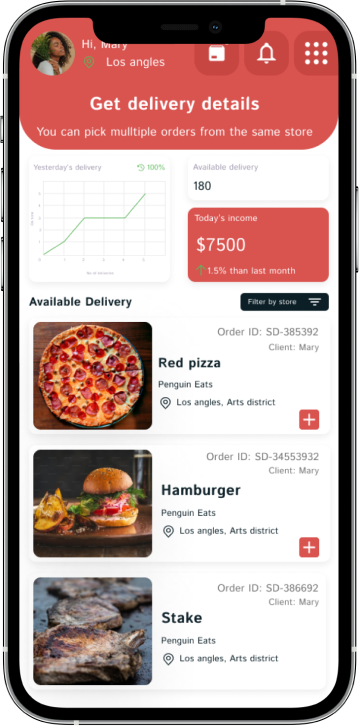 Hi, Mary
Los angles
Get delivery details
You can pick mulltiple orders from the same store
Yesterday's delivery
100%
Available delivery
180
Today's income
$7500
1.5% than last month
Available Delivery
Filter by store
Order ID: SD-385392
Client: Mary
Red pizza
Penguin Eats
Los angles, Arts district
Order ID: SD-34553932
Client: Mary
Hamburger
Penguin Eats
Los angles, Arts district
Order ID: SD-386692
Client: Mary
Stake
Penguin Eats
Los angles, Arts district